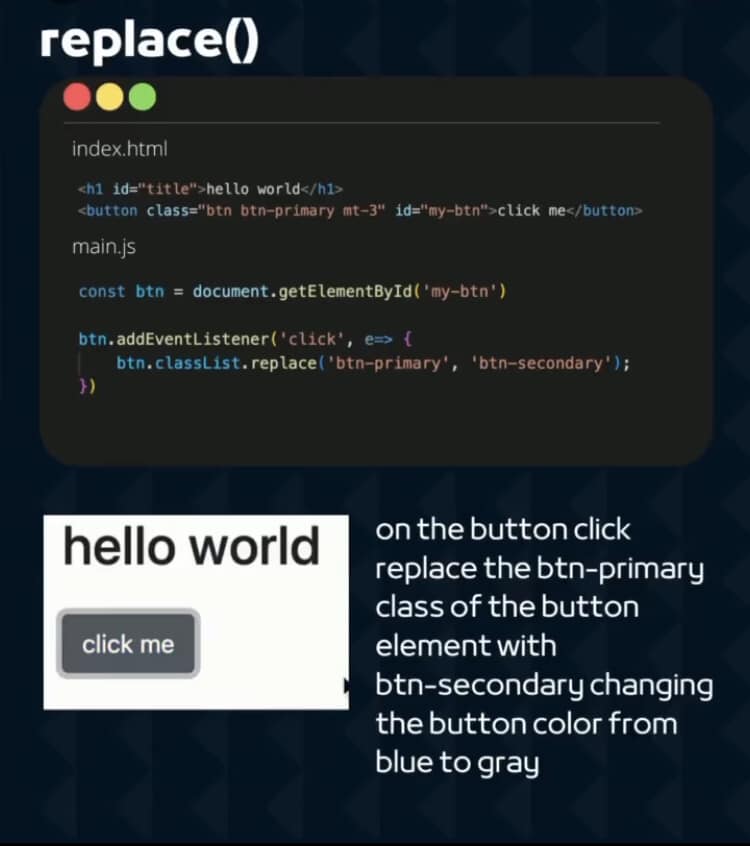 replace()
index.html
<h1 id="title">hello world</h1>
<button class="btn btn-primary mt-3" id="my-btn">click me</button>
main.js
const btn = document.getElementById('my-btn')
btn.addEventListener('click', e=> {
btn.classList.replace('btn-primary', 'btn-secondary');
})
hello world
click me
on the button click
replace the btn-primary
class of the button
element with
btn-secondary changing
the button color from
blue to gray